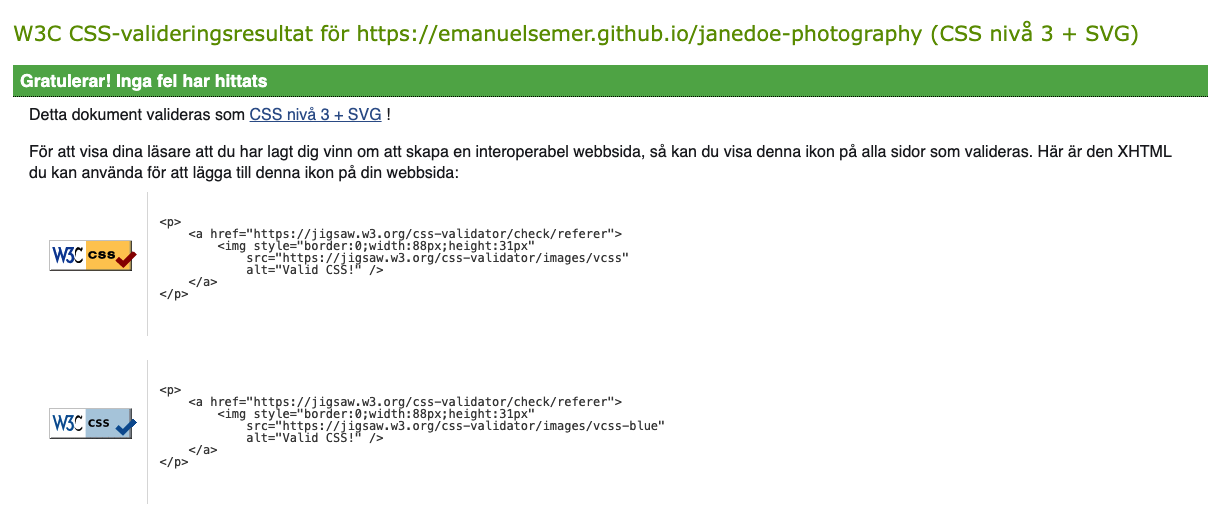 W3C CSS-valideringsresultat för https://emanuelsemer.github.io/janedoe-photography (CSS nivå 3 + SVG)
Gratulerar! Inga fel har hittats
Detta dokument valideras som CSS nivå 3 + SVG !
För att visa dina läsare att du har lagt dig vinn om att skapa en interoperabel webbsida, så kan du visa denna ikon på alla sidor som valideras. Här är den XHTML
du kan använda för att lägga till denna ikon på din webbsida:
W3C css
<p>
    <a href="https://jigsaw.w3.org/css-validator/check/referer">
        <img style="border:0;width:88px;height:31px"
            src="https://jigsaw.w3.org/css-validator/images/vcss"
            alt="Valid CSS!" />
    </a>
</p>
W3C css
<p>
    <a href="https://jigsaw.w3.org/css-validator/check/referer">
        <img style="border:0;width:88px;height:31px"
            src="https://jigsaw.w3.org/css-validator/images/vcss-blue"
            alt="Valid CSS!" />
    </a>
</p>